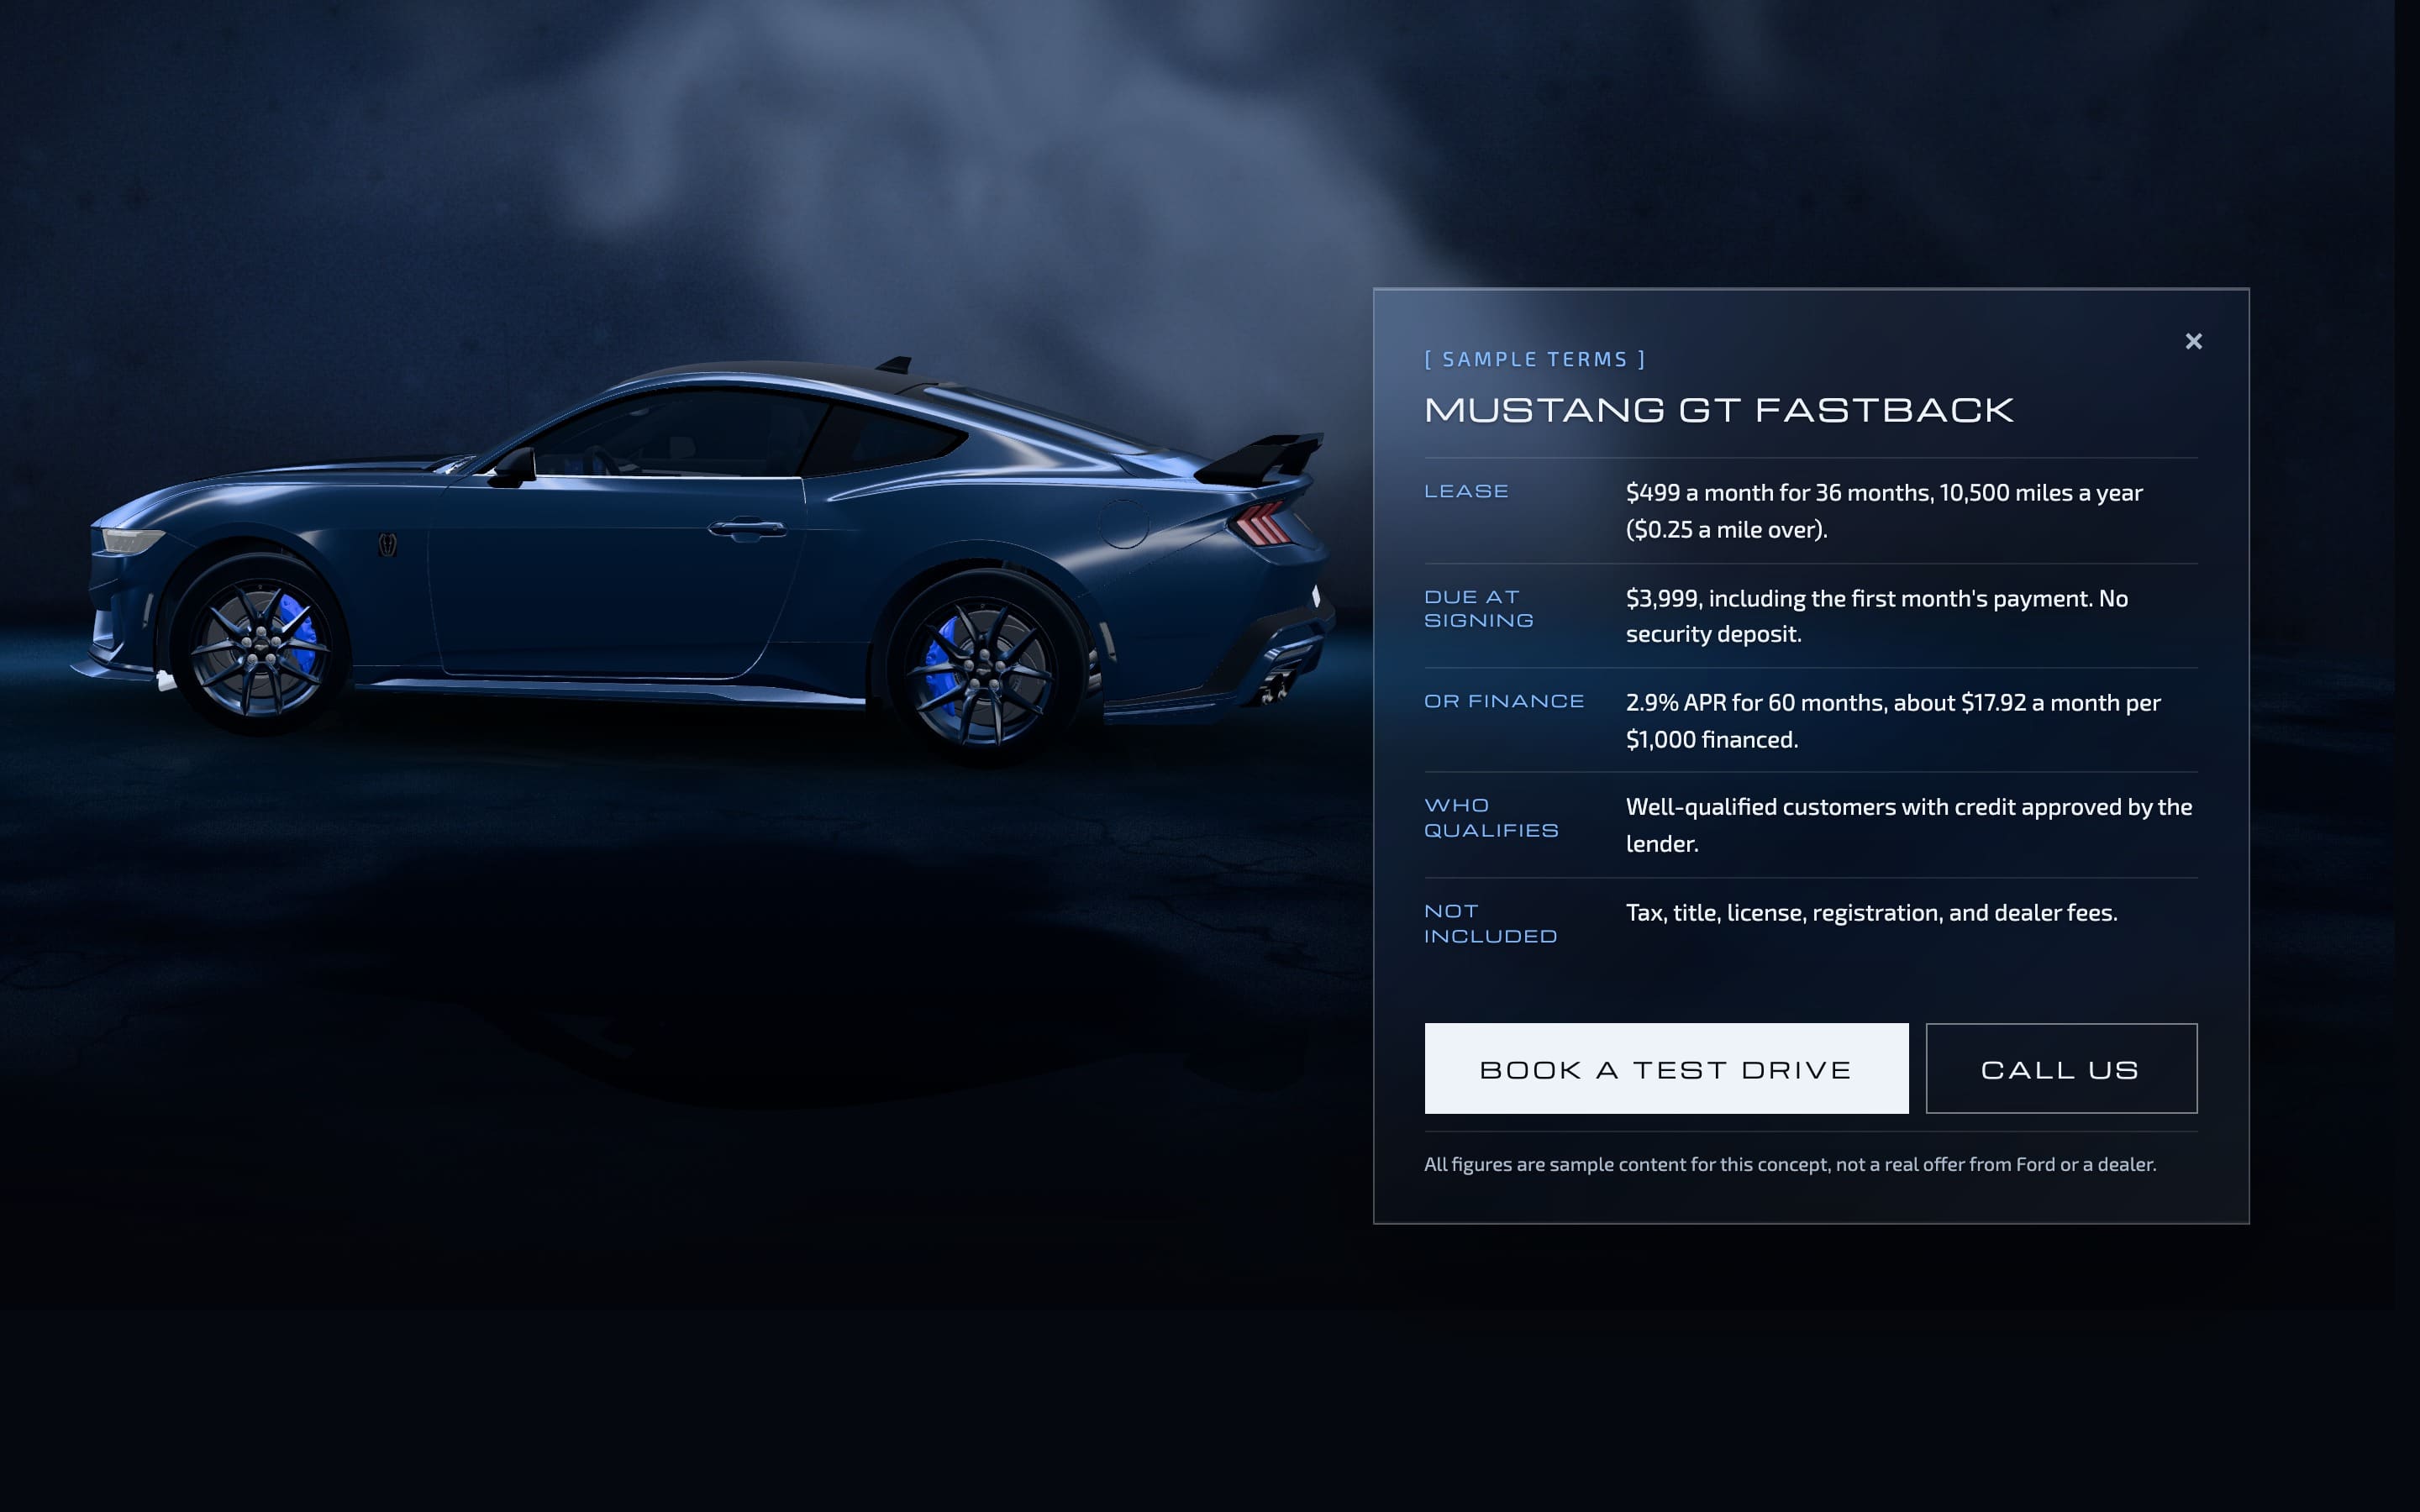 [ SAMPLE TERMS ]
MUSTANG GT FASTBACK
LEASE
$499 a month for 36 months, 10,500 miles a year
($0.25 a mile over).
DUE AT
SIGNING
$3,999, including the first month's payment. No
security deposit.
OR FINANCE
2.9% APR for 60 months, about $17.92 a month per
$1,000 financed.
WHO
QUALIFIES
Well-qualified customers with credit approved by the
lender.
NOT
INCLUDED
Tax, title, license, registration, and dealer fees.
BOOK A TEST DRIVE
CALL US
All figures are sample content for this concept, not a real offer from Ford or a dealer.